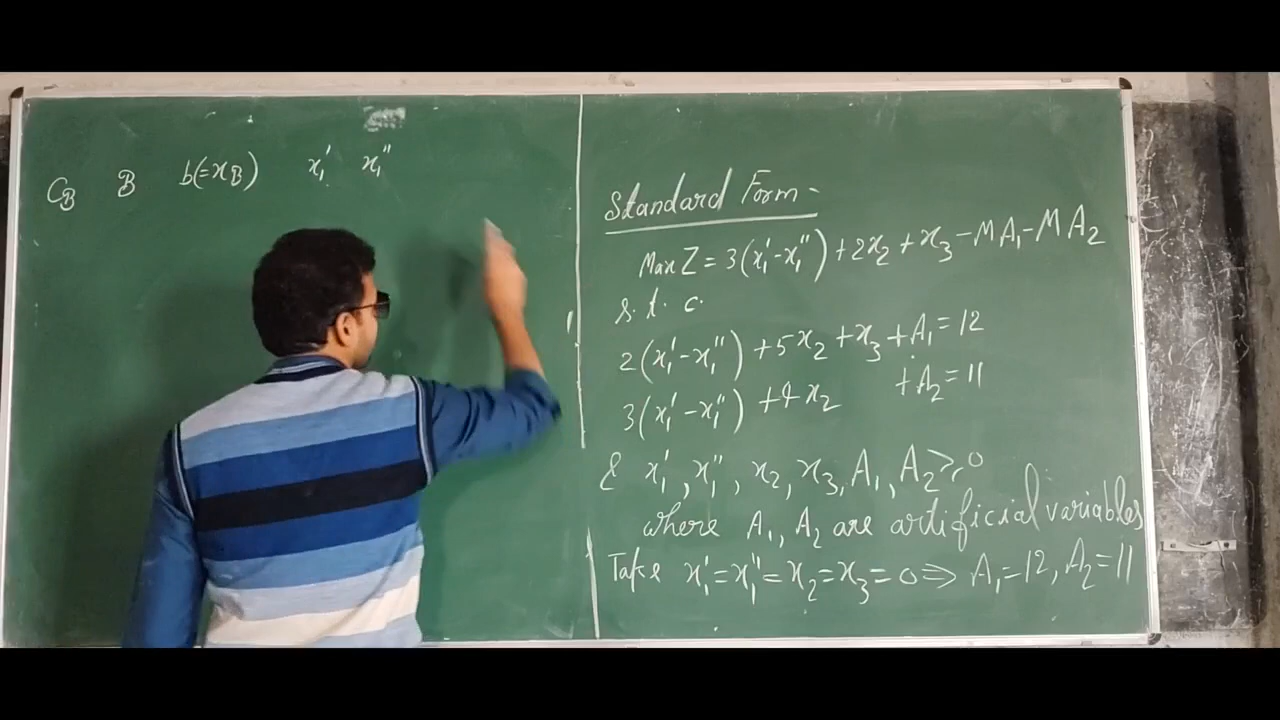 C_B B b(=x_B) x₁' x₁''
Standard Form -
Max Z = 3(x₁'-x₁'') + 2x₂ + x₃ - MA₁ - MA₂
s. t. c.
2(x₁'-x₁'') + 5x₂ + x₃ + A₁ = 12
3(x₁'-x₁'') + 4x₂ + A₂ = 11
& x₁', x₁'', x₂, x₃, A₁, A₂ ≥ 0
where A₁, A₂ are artificial variables
Take x₁' = x₁'' = x₂ = x₃ = 0 ⇒ A₁ = 12, A₂ = 11